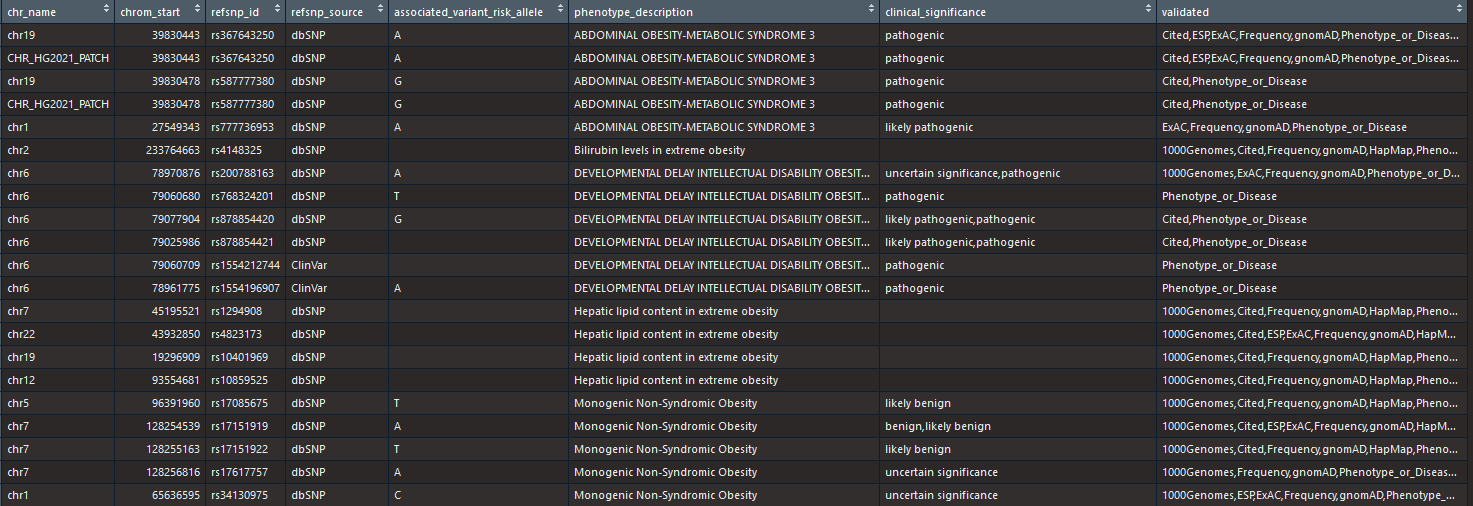 chr_name chrom_start refsnp_id refsnp_source associated_variant_risk_allele phenotype_description clinical_significance validated
chr19 39830443 rs367643250 dbSNP A ABDOMINAL OBESITY-METABOLIC SYNDROME 3 pathogenic Cited,ESP,ExAC,Frequency,gnomAD,Phenotype_or_Diseas...
CHR_HG2021_PATCH 39830443 rs367643250 dbSNP A ABDOMINAL OBESITY-METABOLIC SYNDROME 3 pathogenic Cited,ESP,ExAC,Frequency,gnomAD,Phenotype_or_Diseas...
chr19 39830478 rs587777380 dbSNP G ABDOMINAL OBESITY-METABOLIC SYNDROME 3 pathogenic Cited,Phenotype_or_Disease
CHR_HG2021_PATCH 39830478 rs587777380 dbSNP G ABDOMINAL OBESITY-METABOLIC SYNDROME 3 pathogenic Cited,Phenotype_or_Disease
chr1 27549343 rs777736953 dbSNP A ABDOMINAL OBESITY-METABOLIC SYNDROME 3 likely pathogenic ExAC,Frequency,gnomAD,Phenotype_or_Disease
chr2 233764663 rs4148325 dbSNP Bilirubin levels in extreme obesity 1000Genomes,Cited,Frequency,gnomAD,HapMap,Pheno...
chr6 78970876 rs200788163 dbSNP A DEVELOPMENTAL DELAY INTELLECTUAL DISABILITY OBESIT... uncertain significance,pathogenic 1000Genomes,ExAC,Frequency,gnomAD,Phenotype_or_D...
chr6 79060680 rs768324201 dbSNP T DEVELOPMENTAL DELAY INTELLECTUAL DISABILITY OBESIT... pathogenic Phenotype_or_Disease
chr6 79077904 rs878854420 dbSNP G DEVELOPMENTAL DELAY INTELLECTUAL DISABILITY OBESIT... likely pathogenic,pathogenic Cited,Phenotype_or_Disease
chr6 79025986 rs878854421 dbSNP DEVELOPMENTAL DELAY INTELLECTUAL DISABILITY OBESIT... likely pathogenic,pathogenic Cited,Phenotype_or_Disease
chr6 79060709 rs1554212744 ClinVar DEVELOPMENTAL DELAY INTELLECTUAL DISABILITY OBESIT... pathogenic Phenotype_or_Disease
chr6 78961775 rs1554196907 ClinVar A DEVELOPMENTAL DELAY INTELLECTUAL DISABILITY OBESIT... pathogenic Phenotype_or_Disease
chr7 45195521 rs1294908 dbSNP Hepatic lipid content in extreme obesity 1000Genomes,Cited,Frequency,gnomAD,HapMap,Pheno...
chr22 43932850 rs4823173 dbSNP Hepatic lipid content in extreme obesity 1000Genomes,Cited,ESP,ExAC,Frequency,gnomAD,HapM...
chr19 19296909 rs10401969 dbSNP Hepatic lipid content in extreme obesity 1000Genomes,Cited,Frequency,gnomAD,HapMap,Pheno...
chr12 93554681 rs10859525 dbSNP Hepatic lipid content in extreme obesity 1000Genomes,Cited,Frequency,gnomAD,HapMap,Pheno...
chr5 96391960 rs17085675 dbSNP T Monogenic Non-Syndromic Obesity likely benign 1000Genomes,Cited,Frequency,gnomAD,HapMap,Pheno...
chr7 128254539 rs17151919 dbSNP A Monogenic Non-Syndromic Obesity benign,likely benign 1000Genomes,Cited,ESP,ExAC,Frequency,gnomAD,HapM...
chr7 128255163 rs17151922 dbSNP T Monogenic Non-Syndromic Obesity likely benign 1000Genomes,Cited,Frequency,gnomAD,HapMap,Pheno...
chr7 128256816 rs17617757 dbSNP A Monogenic Non-Syndromic Obesity uncertain significance 1000Genomes,Frequency,gnomAD,Phenotype_or_Diseas...
chr1 65636595 rs34130975 dbSNP C Monogenic Non-Syndromic Obesity uncertain significance 1000Genomes,ESP,ExAC,Frequency,gnomAD,Phenotype_...